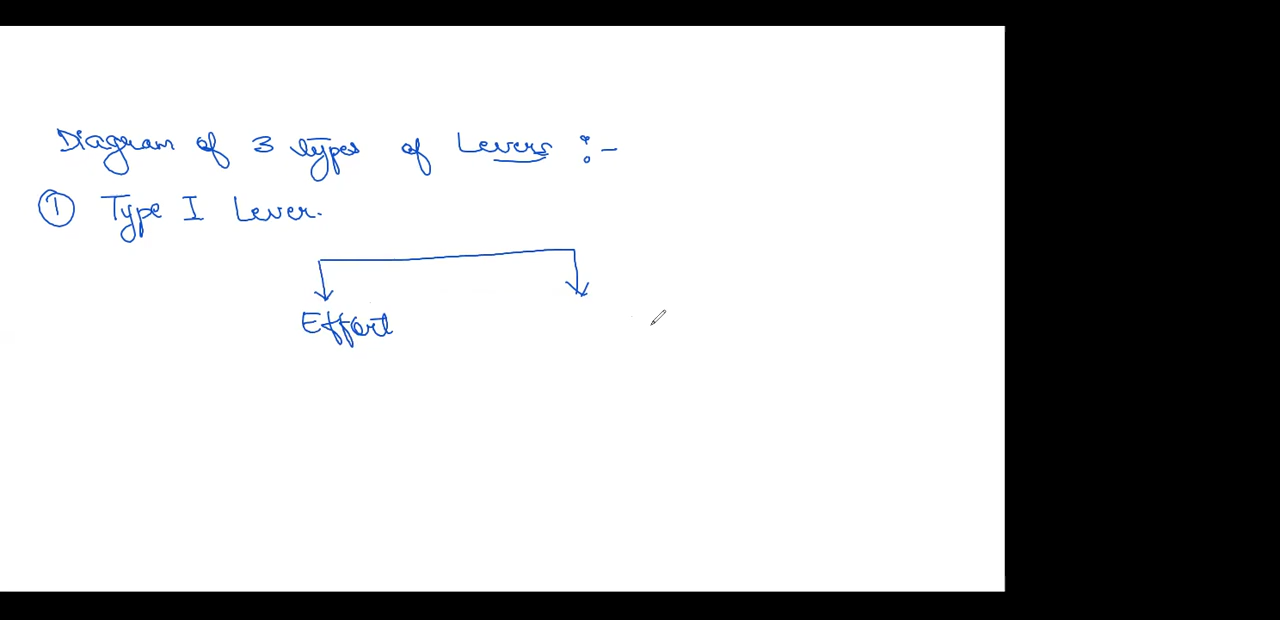 Diagram of 3 types of Levers :-
① Type I Lever.
Effort